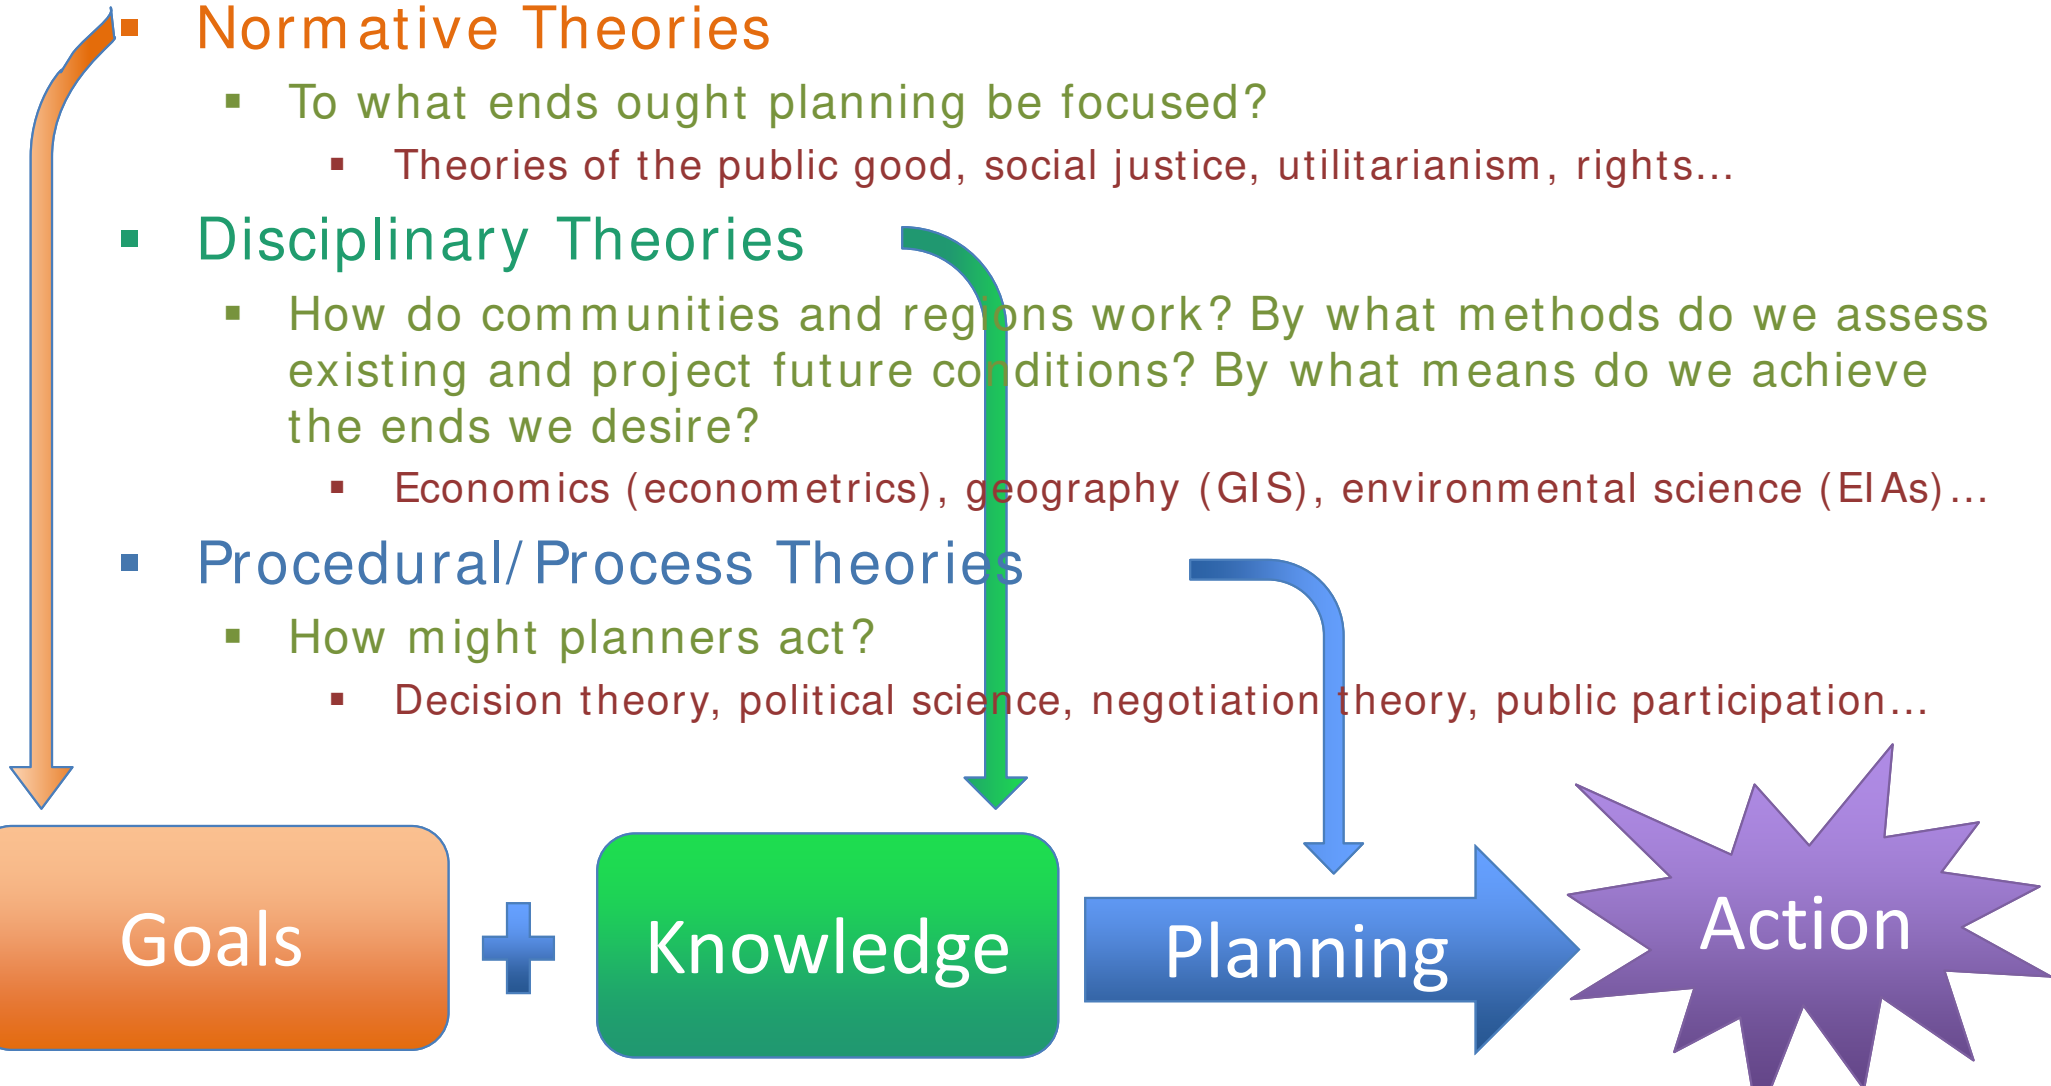 Normative Theories
To what ends ought planning be focused?
Theories of the public good, social justice, utilitarianism, rights...
Disciplinary Theories
How do communities and regions work? By what methods do we assess
existing and project future conditions? By what means do we achieve
the ends we desire?
Economics (econometrics), geography (GIS), environmental science (EIAs)...
Procedural/Process Theories
How might planners act?
Decision theory, political science, negotiation theory, public participation...
Goals
Knowledge
Planning
Action